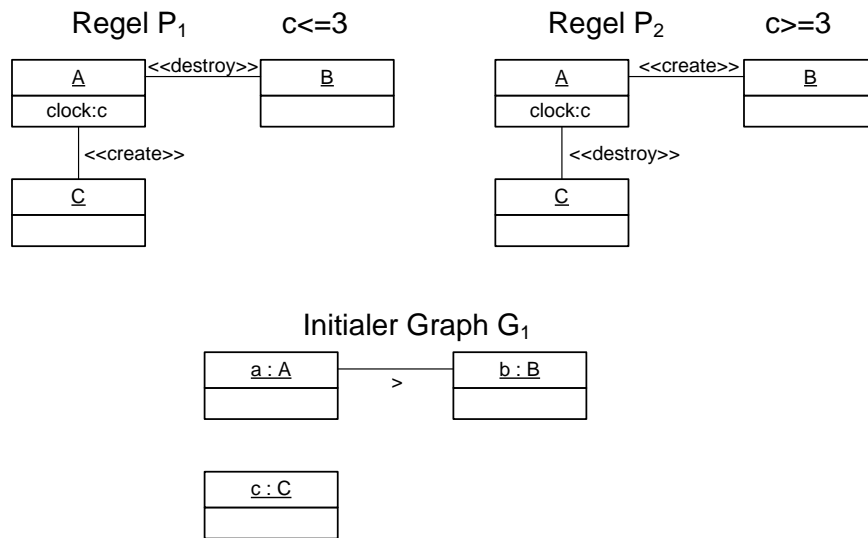 Regel P₁ c<=3
A
<<destroy>>
B
clock:c
<<create>>
C
Regel P₂ c>=3
A
<<create>>
B
clock:c
<<destroy>>
C
Initialer Graph G₁
a : A
b : B
>
c : C